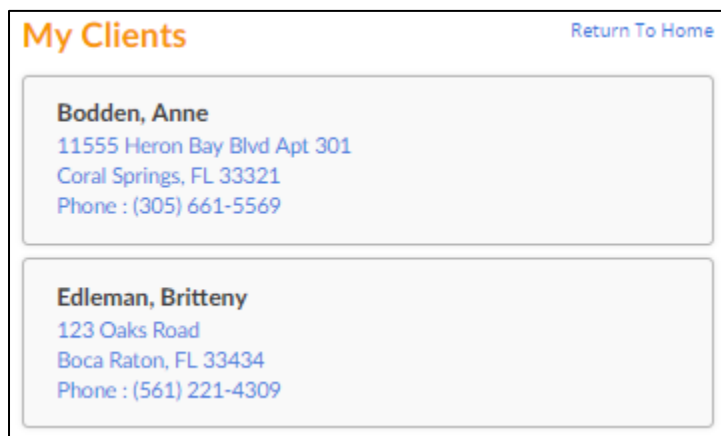 My Clients
Return To Home
Bodden, Anne
11555 Heron Bay Blvd Apt 301
Coral Springs, FL 33321
Phone : (305) 661-5569
Edleman, Britteny
123 Oaks Road
Boca Raton, FL 33434
Phone : (561) 221-4309